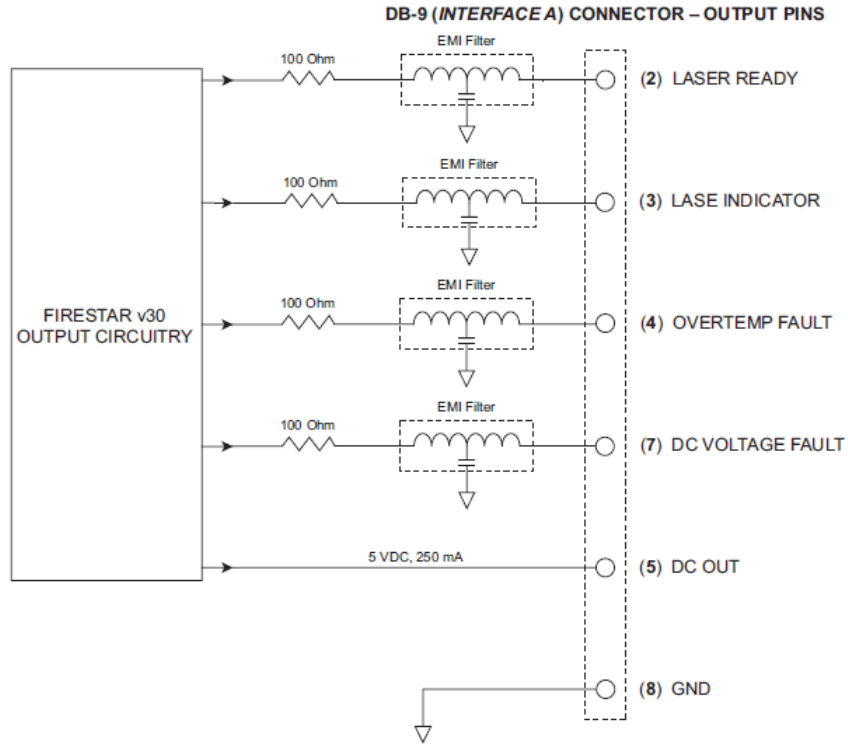 DB-9 (INTERFACE A) CONNECTOR – OUTPUT PINS
EMI Filter
100 Ohm
(2) LASER READY
EMI Filter
100 Ohm
(3) LASE INDICATOR
EMI Filter
100 Ohm
(4) OVERTEMP FAULT
FIRESTAR v30
OUTPUT CIRCUITRY
EMI Filter
100 Ohm
(7) DC VOLTAGE FAULT
5 VDC, 250 mA
(5) DC OUT
(8) GND